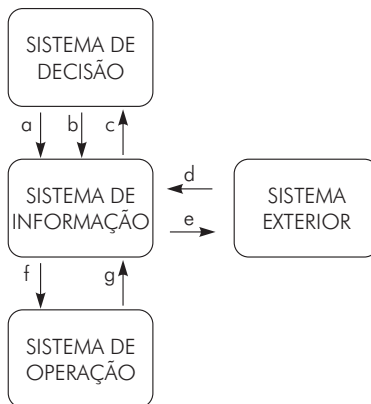 SISTEMA DE
DECISÃO
a b c
SISTEMA DE
INFORMAÇÃO
d
e
SISTEMA
EXTERIOR
f g
SISTEMA DE
OPERAÇÃO